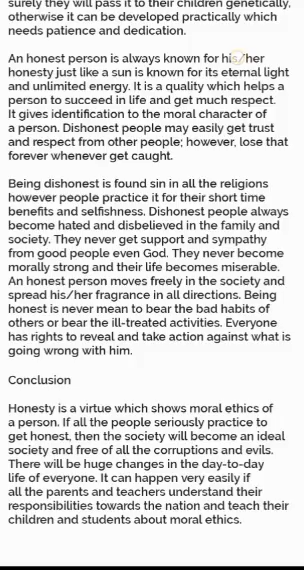 surely they will pass it to their children genetically,
otherwise it can be developed practically which
needs patience and dedication.
An honest person is always known for his/her
honesty just like a sun is known for its eternal light
and unlimited energy. It is a quality which helps a
person to succeed in life and get much respect.
It gives identification to the moral character of
a person. Dishonest people may easily get trust
and respect from other people; however, lose that
forever whenever get caught.
Being dishonest is found sin in all the religions
however people practice it for their short time
benefits and selfishness. Dishonest people always
become hated and disbelieved in the family and
society. They never get support and sympathy
from good people even God. They never become
morally strong and their life becomes miserable.
An honest person moves freely in the society and
spread his/her fragrance in all directions. Being
honest is never mean to bear the bad habits of
others or bear the ill-treated activities. Everyone
has rights to reveal and take action against what is
going wrong with him.
Conclusion
Honesty is a virtue which shows moral ethics of
a person. If all the people seriously practice to
get honest, then the society will become an ideal
society and free of all the corruptions and evils.
There will be huge changes in the day-to-day
life of everyone. It can happen very easily if
all the parents and teachers understand their
responsibilities towards the nation and teach their
children and students about moral ethics.